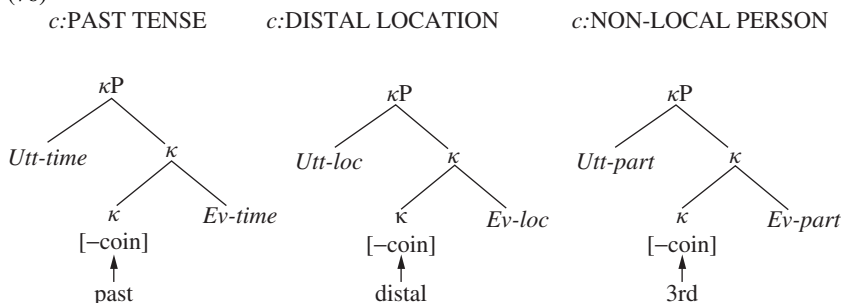 c:PAST TENSE c:DISTAL LOCATION c:NON-LOCAL PERSON
κP κP κP
Utt-time κ Utt-loc κ Utt-part κ
κ Ev-time κ Ev-loc κ Ev-part
[−coin] [−coin] [−coin]
past distal 3rd